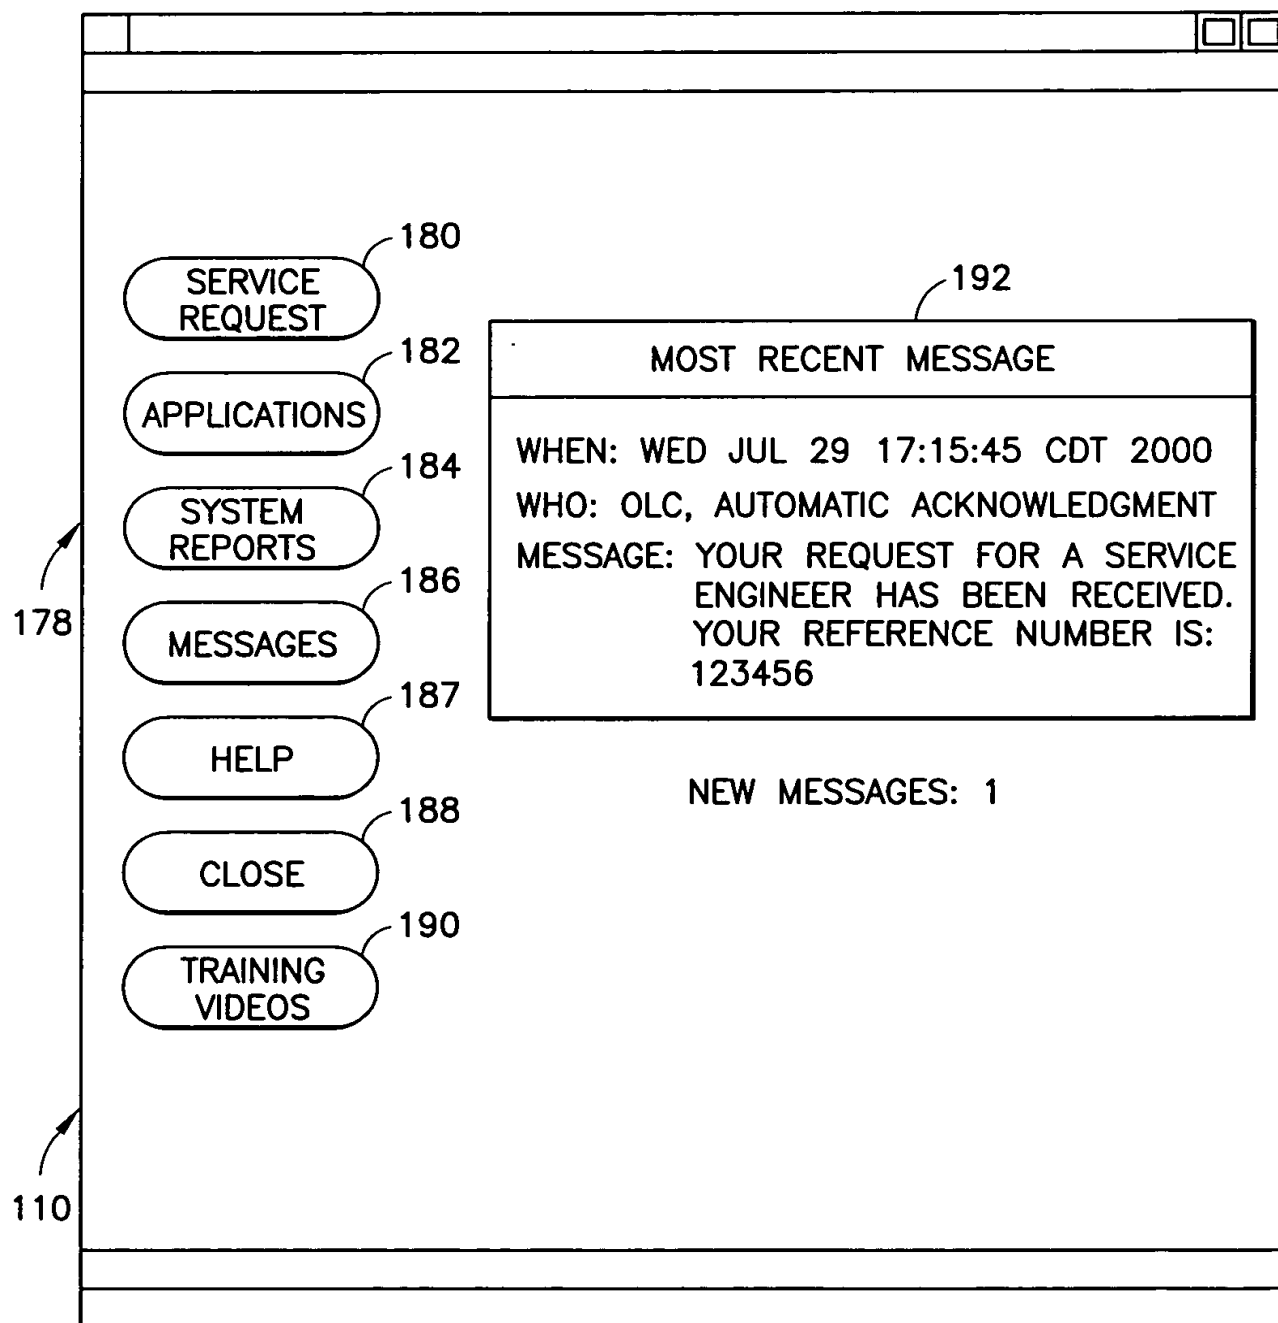 180
SERVICE
REQUEST
182
APPLICATIONS
184
SYSTEM
REPORTS
178
186
MESSAGES
187
HELP
188
CLOSE
190
TRAINING
VIDEOS
110
192
MOST RECENT MESSAGE
WHEN: WED JUL 29 17:15:45 CDT 2000
WHO: OLC, AUTOMATIC ACKNOWLEDGMENT
MESSAGE: YOUR REQUEST FOR A SERVICE
ENGINEER HAS BEEN RECEIVED.
YOUR REFERENCE NUMBER IS:
123456
NEW MESSAGES: 1